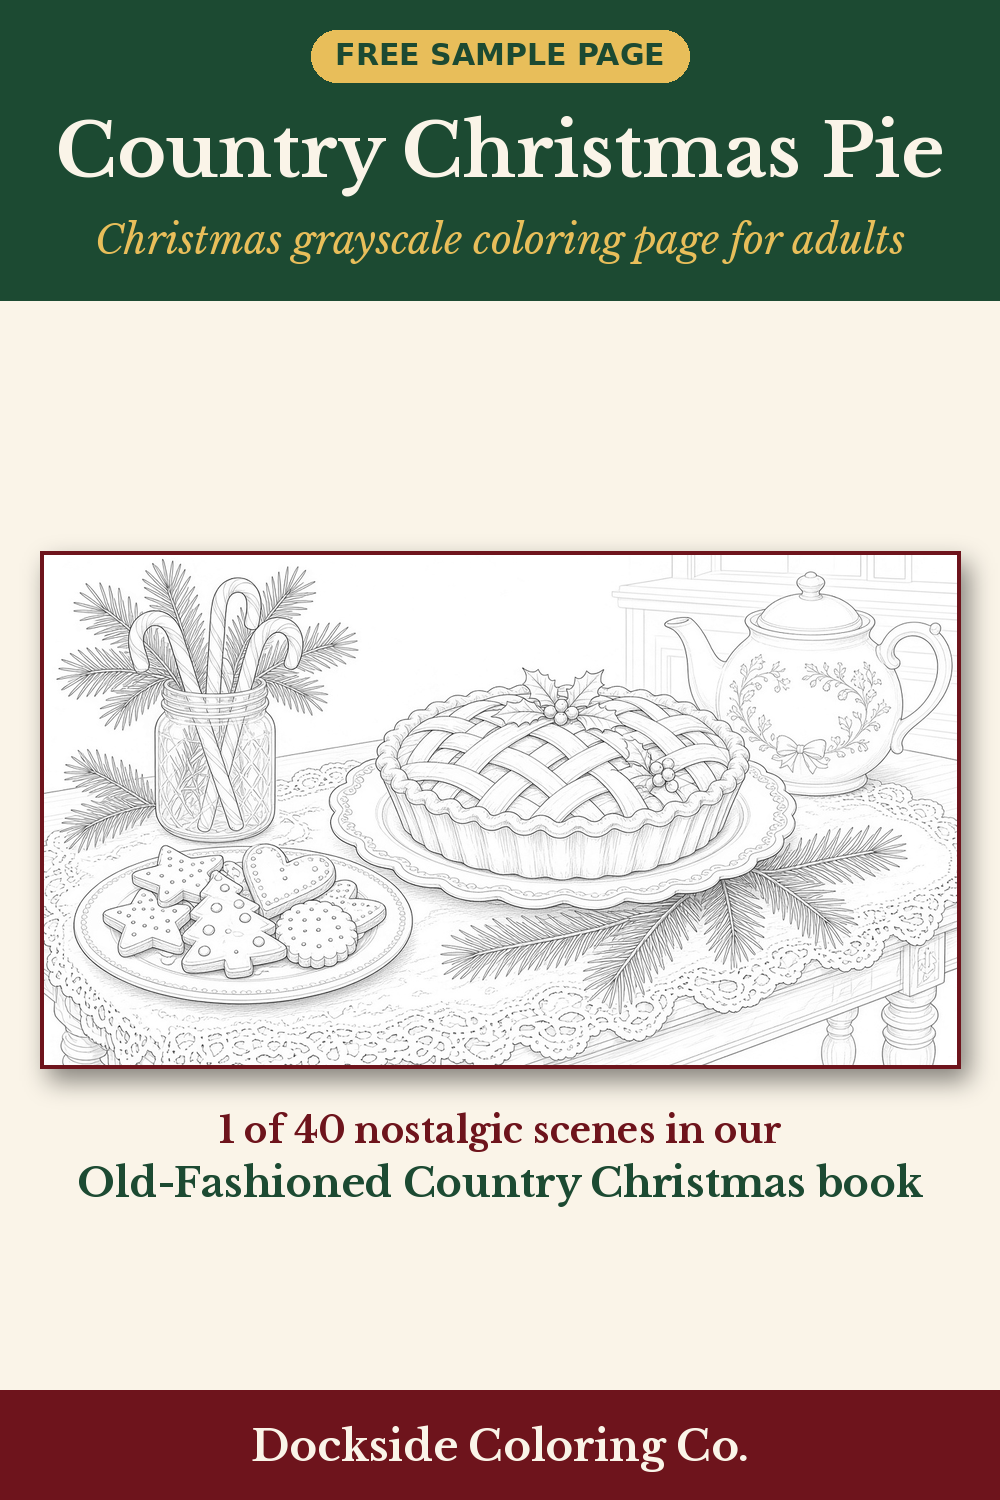 FREE SAMPLE PAGE
Country Christmas Pie
Christmas grayscale coloring page for adults
1 of 40 nostalgic scenes in our
Old-Fashioned Country Christmas book
Dockside Coloring Co.